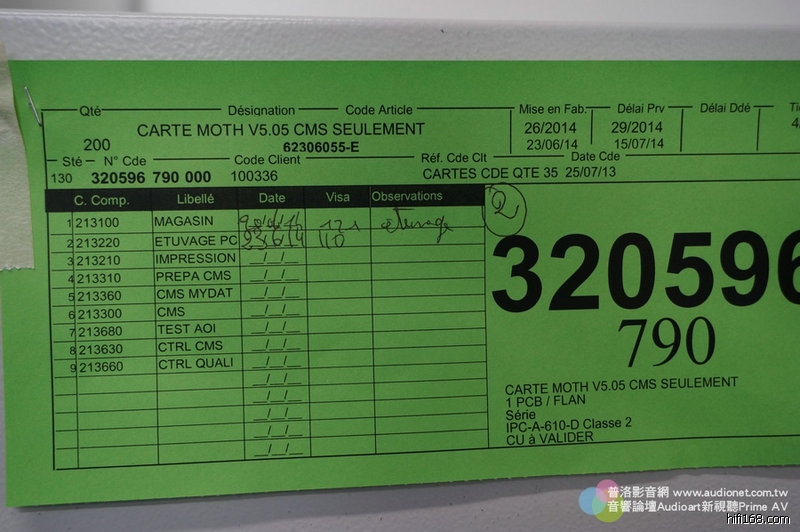 Qté Désignation Code Article Mise en Fab. Délai Prv Délai Ddé
200 CARTE MOTH V5.05 CMS SEULEMENT 26/2014 29/2014
62306055-E 23/06/14 15/07/14
Sté N° Cde Code Client Réf. Cde Clt Date Cde
130 320596 790 000 100336 CARTES CDE QTE 35 25/07/13
C. Comp. Libellé Date Visa Observations
1 213100 MAGASIN etuvage
2 213220 ETUVAGE PC 23/6/14 110
3 213210 IMPRESSION
4 213310 PREPA CMS
5 213360 CMS MYDAT
6 213300 CMS
7 213680 TEST AOI
8 213630 CTRL CMS
9 213660 CTRL QUALI
2
320596
790
CARTE MOTH V5.05 CMS SEULEMENT
1 PCB / FLAN
Série
IPC-A-610-D Classe 2
CU à VALIDER
普洛影音網 www.audionet.com.tw
音響論壇Audioart新視聽Prime AV
hifi168.com